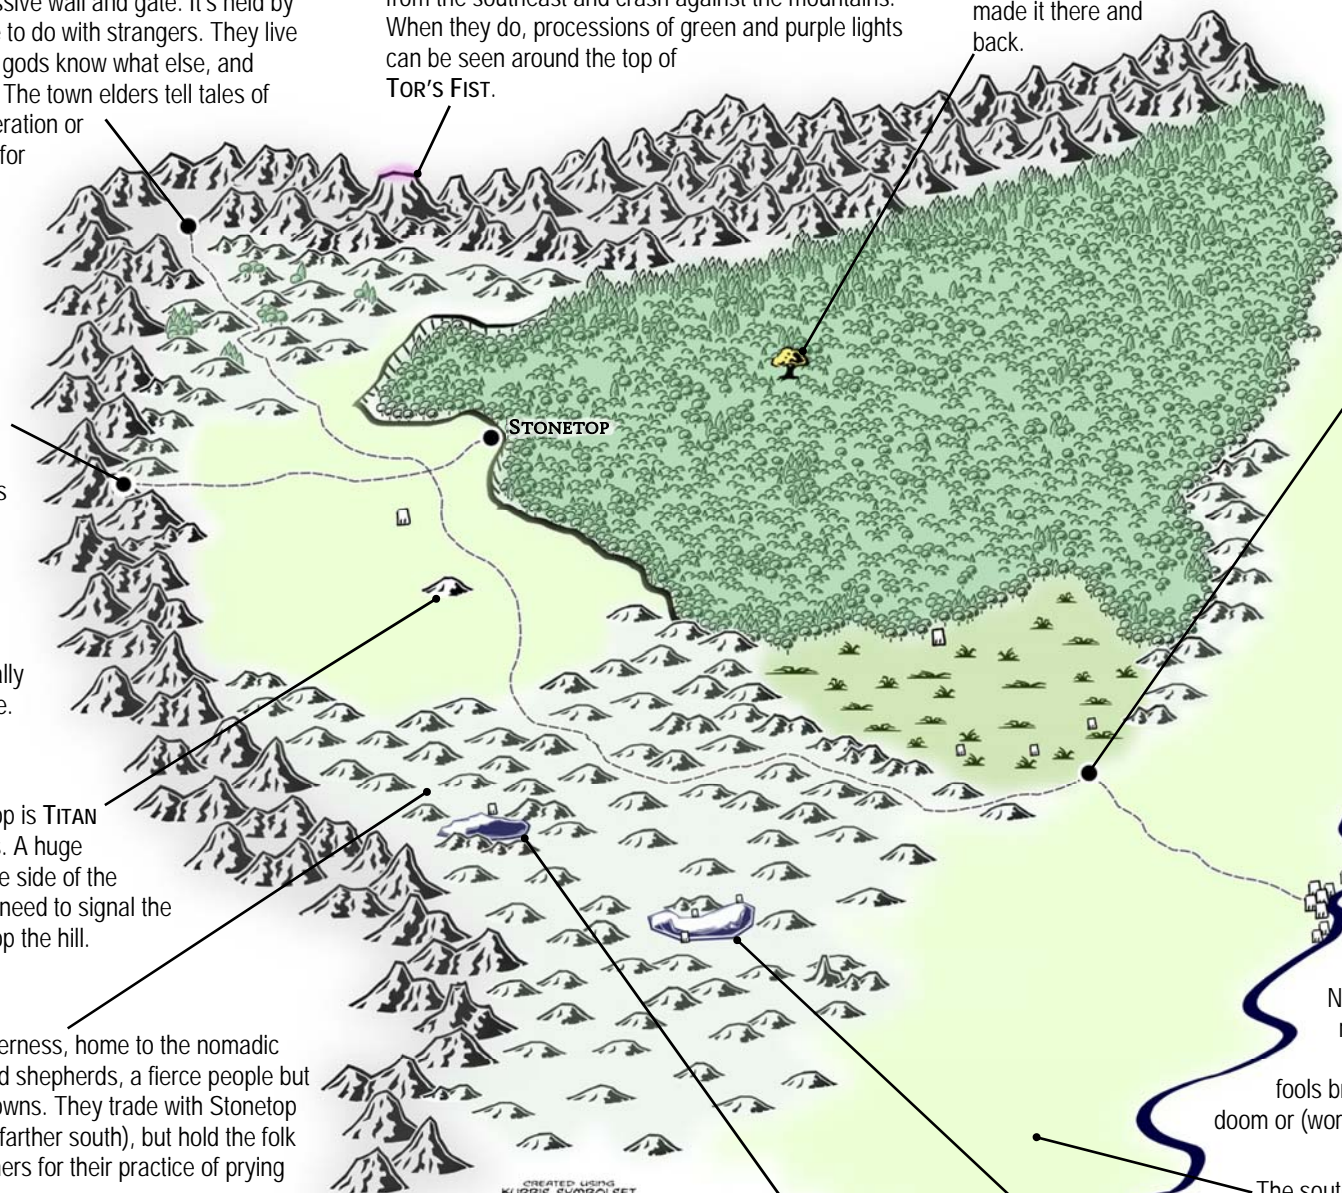 ssive wall and gate. It's held by
e to do with strangers. They live
gods know what else, and
The town elders tell tales of
eration or
for
from the southeast and crash against the mountains.
When they do, processions of green and purple lights
can be seen around the top of
TOR'S FIST.
made it there and
back.
STONETOP
s
ally
e.
op is TITAN
s. A huge
e side of the
need to signal the
op the hill.
erness, home to the nomadic
d shepherds, a fierce people but
owns. They trade with Stonetop
farther south), but hold the folk
ners for their practice of prying
N
r
fools br
doom or (wor
The sout
CREATED USING